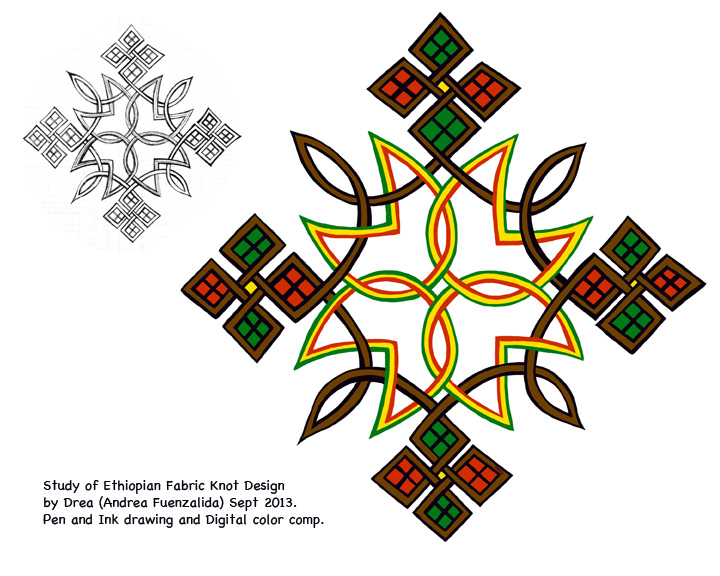 Study of Ethiopian Fabric Knot Design
by Drea (Andrea Fuenzalida) Sept 2013.
Pen and Ink drawing and Digital color comp.